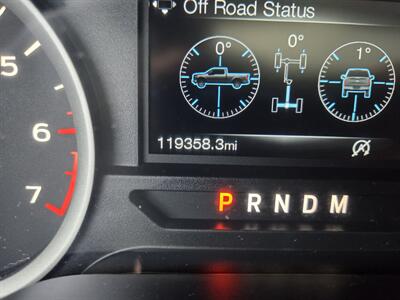 Off Road Status
0° 0° 1°
5
6
7
119358.3mi
P R N D M